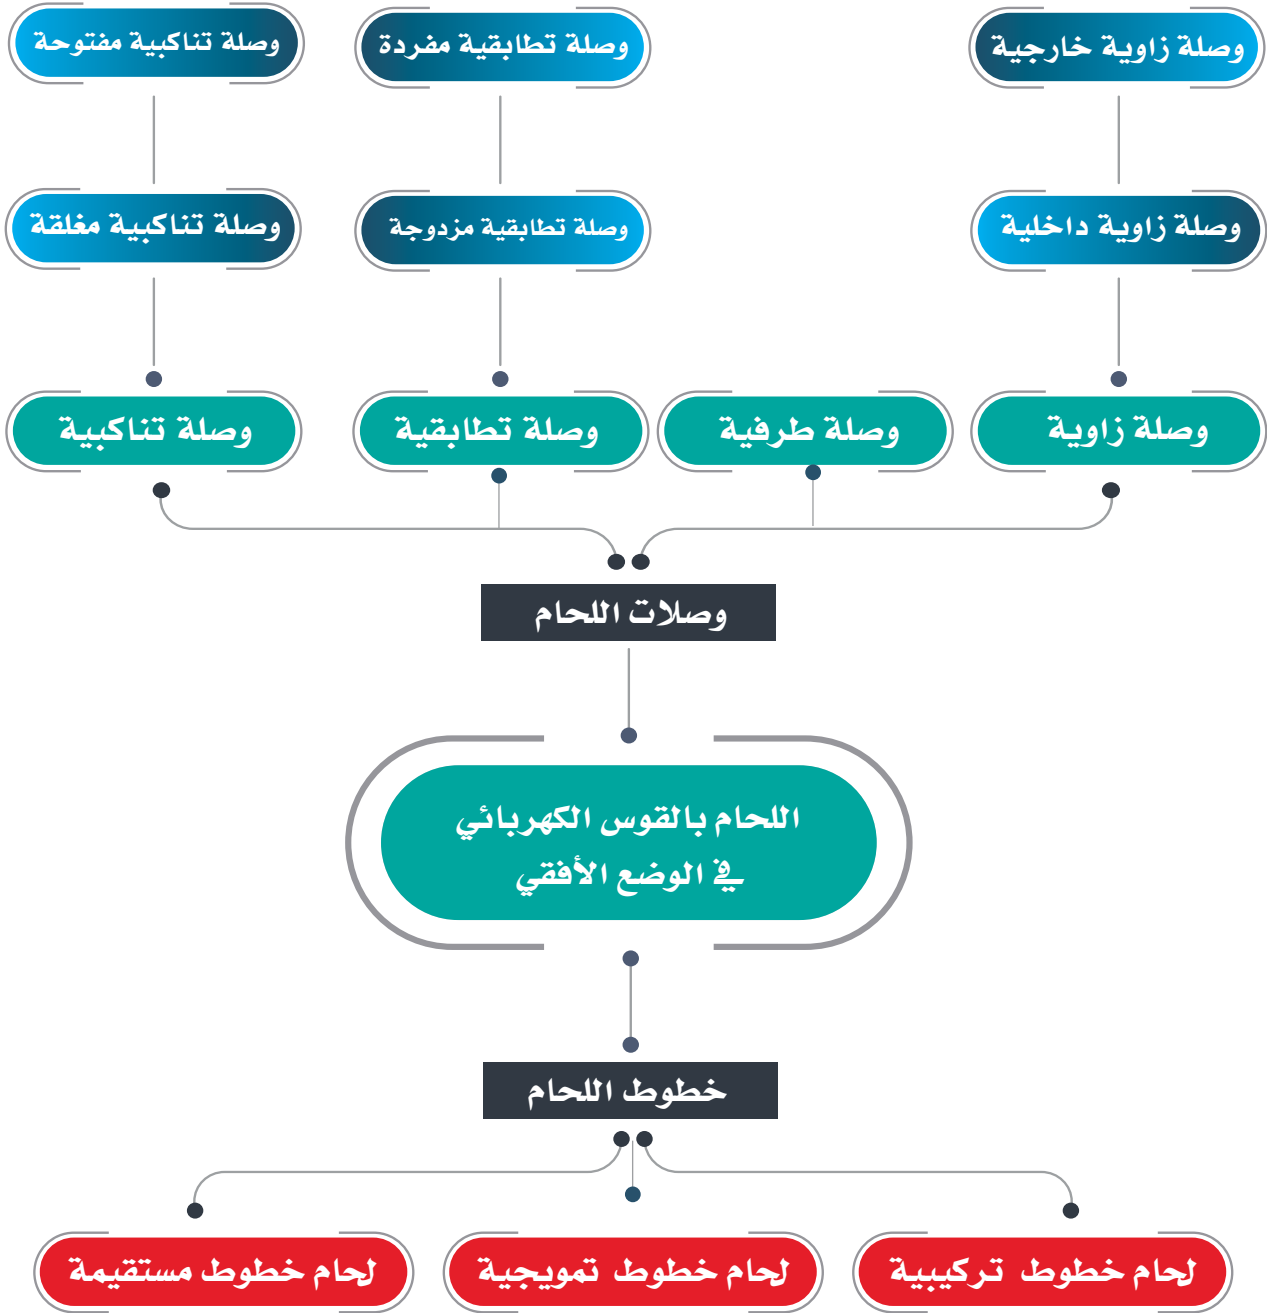 وصلة زاوية خارجية
وصلة تطابقية مفردة
وصلة تناكبية مفتوحة
وصلة زاوية داخلية
وصلة تطابقية مزدوجة
وصلة تناكبية مغلقة
وصلة زاوية
وصلة طرفية
وصلة تطابقية
وصلة تناكبية
وصلات اللحام
اللحام بالقوس الكهربائي
في الوضع الأفقي
خطوط اللحام
لحام خطوط تركيبية
لحام خطوط تمويجية
لحام خطوط مستقيمة